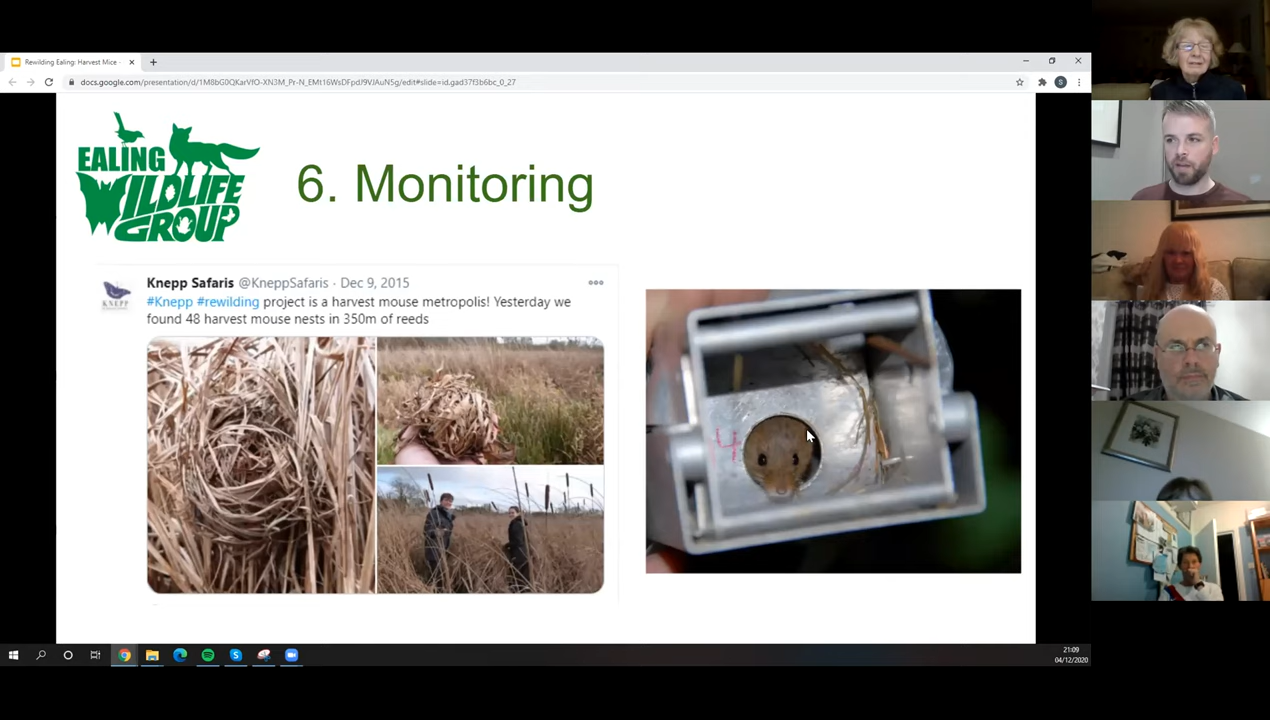 Rewilding Ealing: Harvest Mice -
docs.google.com/presentation/d/1M8bG0QKarVfO-XN3M_Pr-N_EMt16WsDFpdJ9VJAuN5g/edit#slide=id.gad37f3b6bc_0_27
S
EALING
WILDLIFE
GROUP
6. Monitoring
Knepp Safaris @KneppSafaris · Dec 9, 2015
KNEPP
#Knepp #rewilding project is a harvest mouse metropolis! Yesterday we
found 48 harvest mouse nests in 350m of reeds
21:09
04/12/2020